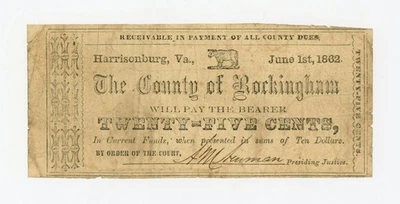 RECEIVABLE IN PAYMENT OF ALL COUNTY DUES.
Harrisonburg, Va., June 1st, 1862.
The County of Rockingham
WILL PAY THE BEARER
TWENTY-FIVE CENTS,
In Current Funds, when presented in sums of Ten Dollars.
BY ORDER OF THE COURT,
Presiding Justice.
TWENTY-FIVE CENTS